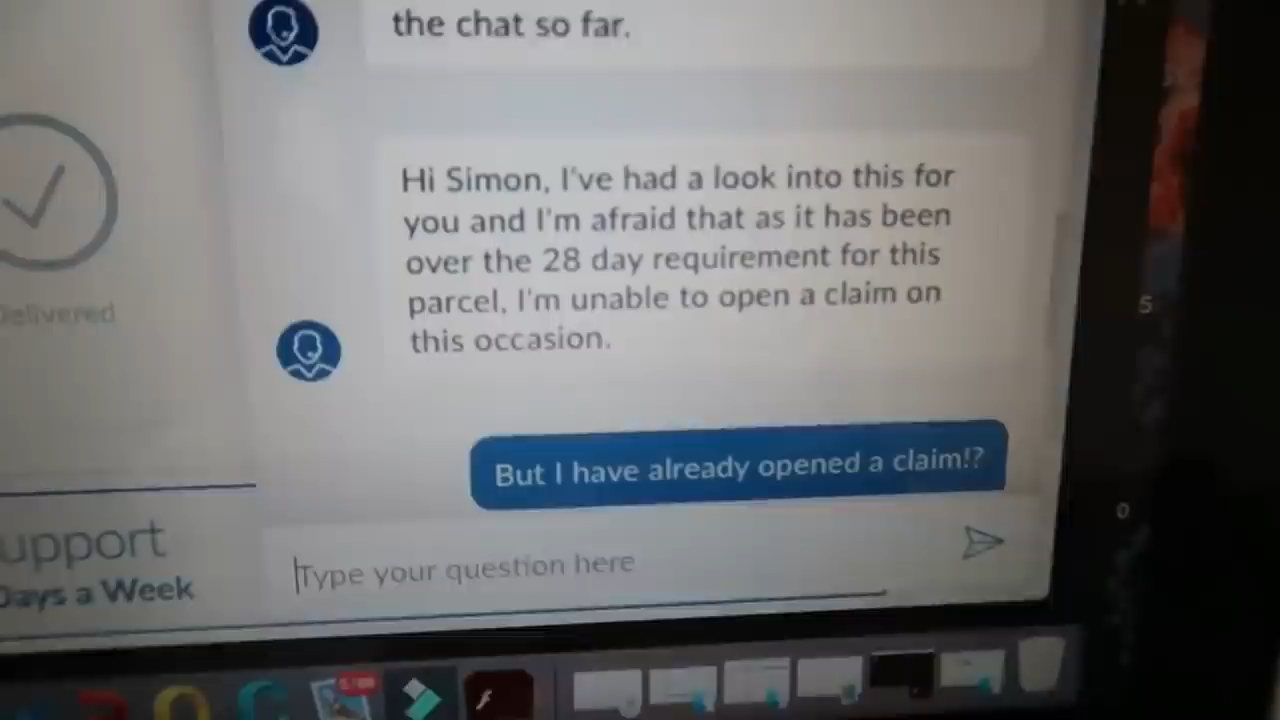 the chat so far.
Hi Simon, I've had a look into this for
you and I'm afraid that as it has been
over the 28 day requirement for this
parcel, I'm unable to open a claim on
this occasion.
Delivered
But I have already opened a claim!?
upport
Days a Week
Type your question here
5
0